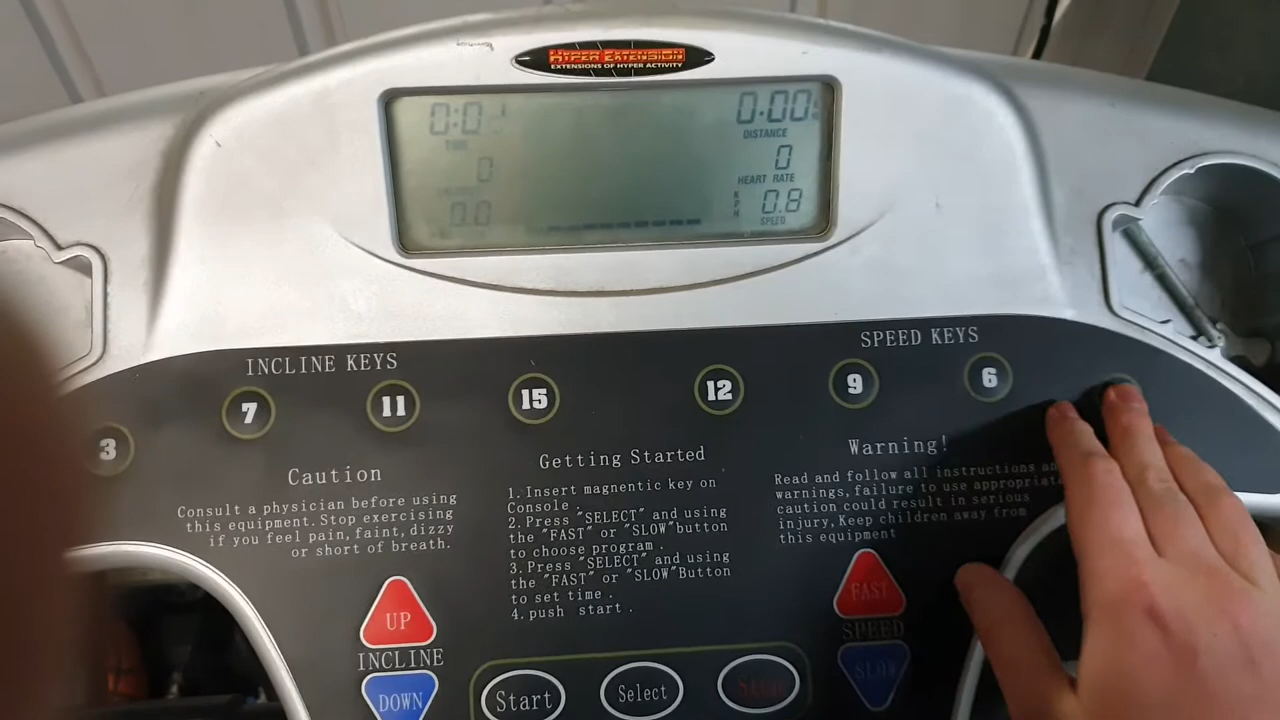 HYPER EXTENSION
EXTENSIONS OF HYPER ACTIVITY
0:0
0:00
TIME
DISTANCE
0
0
HEART RATE
0.0
KPH
0.8
SPEED
INCLINE KEYS
SPEED KEYS
3
7
11
15
12
9
6
Caution
Consult a physician before using
this equipment. Stop exercising
if you feel pain, faint, dizzy
or short of breath.
Getting Started
1. Insert magnentic key on
Console .
2. Press "SELECT" and using
the "FAST" or "SLOW"button
to choose program .
3. Press "SELECT" and using
the "FAST" or "SLOW"Button
to set time .
4. push start .
Warning!
Read and follow all instructions an
warnings, failure to use appropriat
caution could result in serious
injury, Keep children away from
this equipment
UP
INCLINE
DOWN
FAST
SPEED
SLOW
Start
Select
Stop